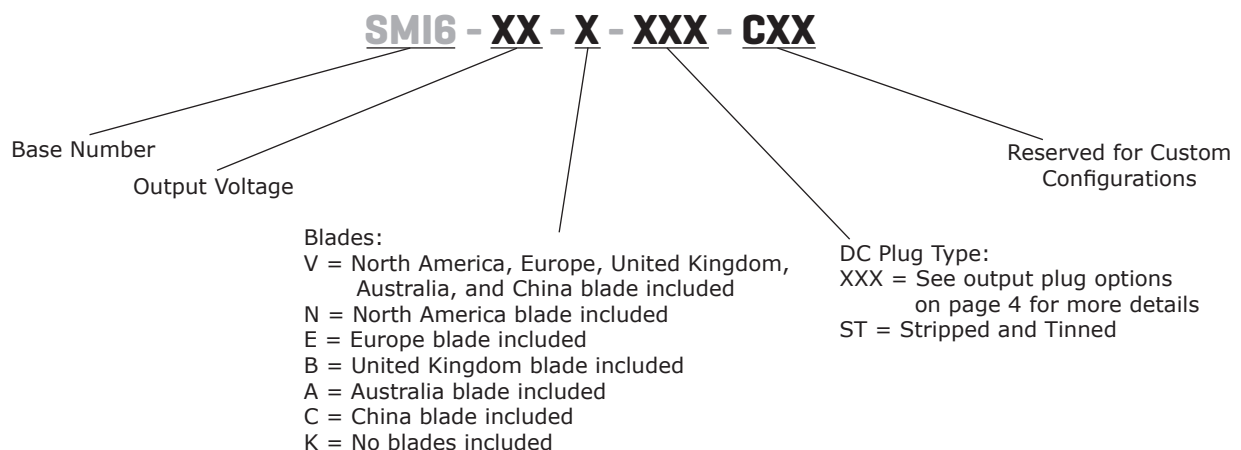 SMI6 - XX - X - XXX - CXX
Base Number
Output Voltage
Reserved for Custom
Configurations
Blades:
V = North America, Europe, United Kingdom,
Australia, and China blade included
N = North America blade included
E = Europe blade included
B = United Kingdom blade included
A = Australia blade included
C = China blade included
K = No blades included
DC Plug Type:
XXX = See output plug options
on page 4 for more details
ST = Stripped and Tinned